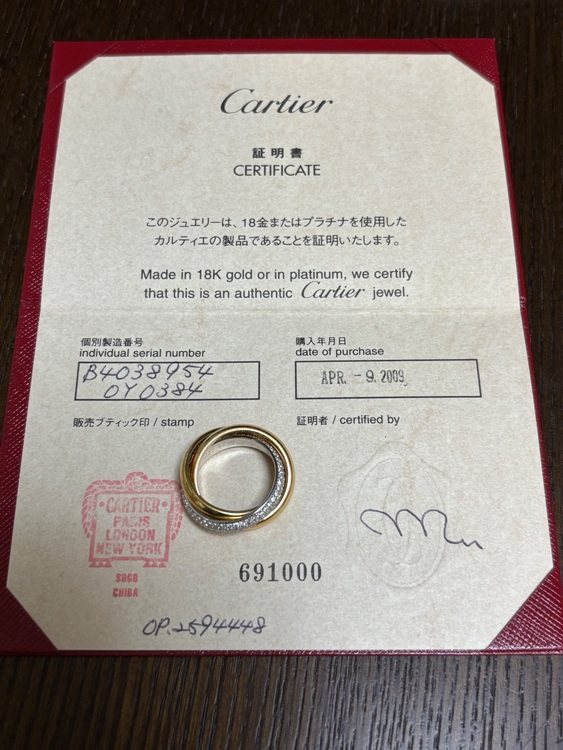 Cartier
証明書
CERTIFICATE
このジュエリーは、18金またはプラチナを使用した
カルティエの製品であることを証明いたします。
Made in 18K gold or in platinum, we certify
that this is an authentic Cartier jewel.
個別製造番号
individual serial number
B4038954
OY0384
購入年月日
date of purchase
APR. -9.2009
販売ブティック印 / stamp
証明者 / certified by
CARTIER
PARIS
LONDON
NEW-YORK
SOGO
CHIBA
691000
OP.2594448